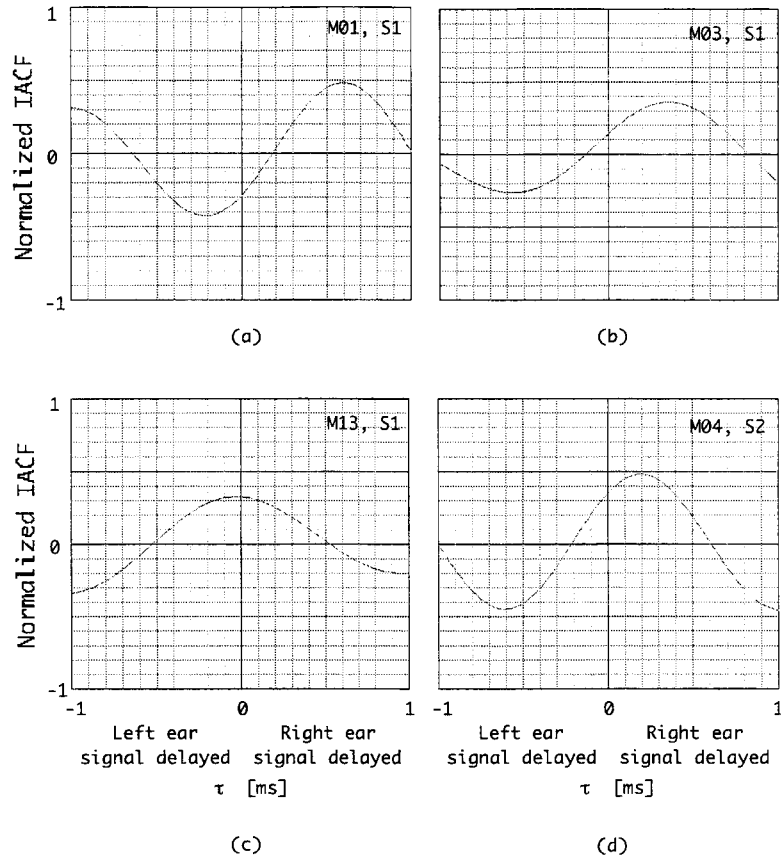 1
M01, S1
M03, S1
Normalized IACF
0
-1
(a)
(b)
1
M13, S1
M04, S2
Normalized IACF
0
-1
-1 0 1
-1 0 1
Left ear Right ear
signal delayed signal delayed
Left ear Right ear
signal delayed signal delayed
τ [ms]
τ [ms]
(c)
(d)